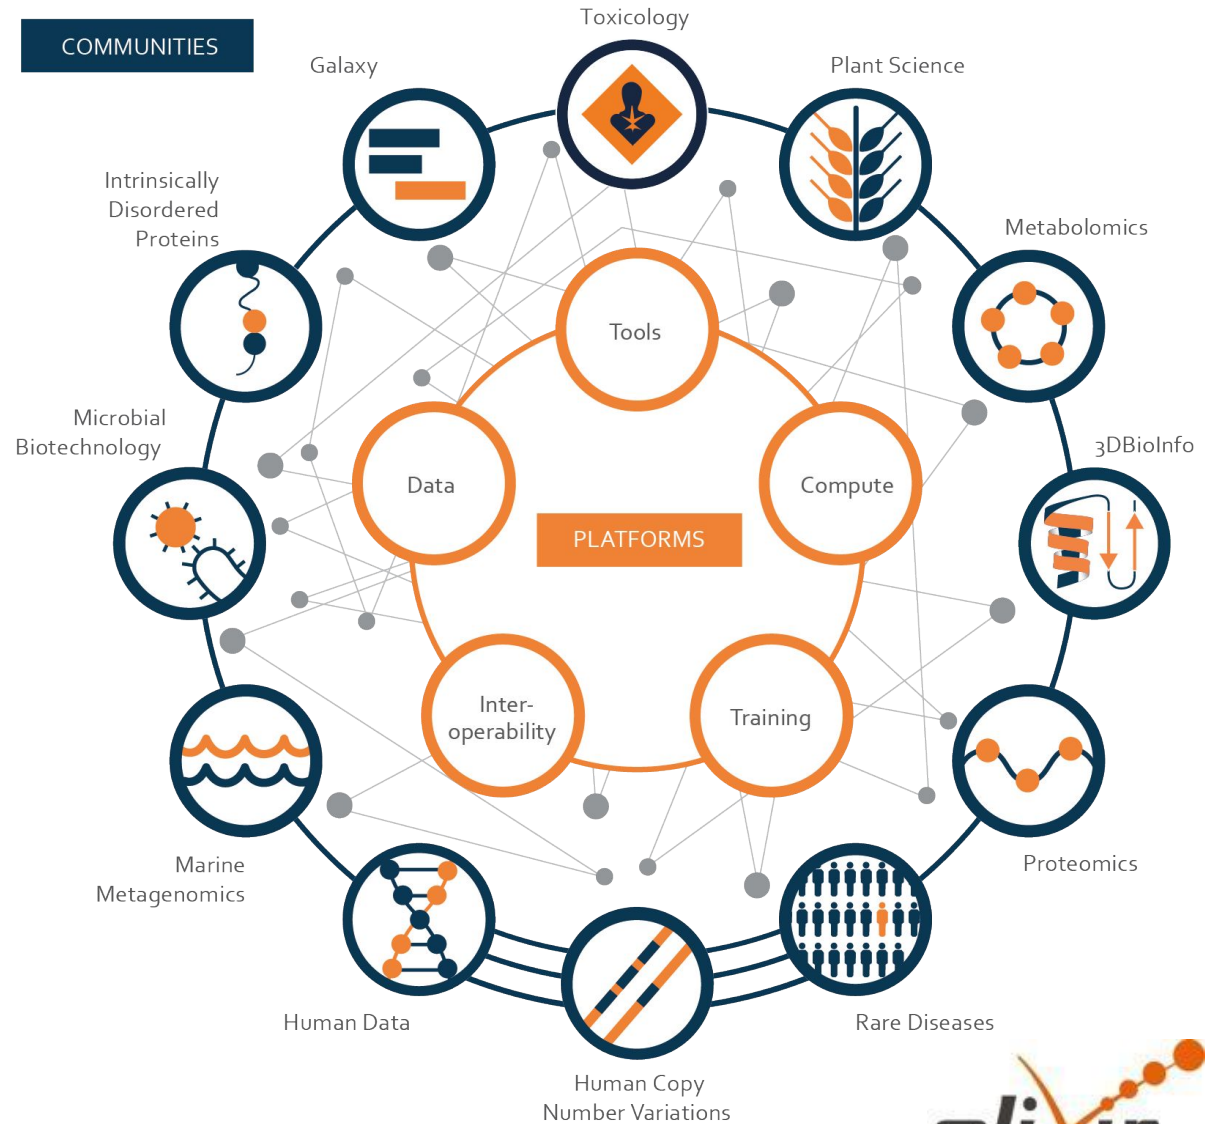 COMMUNITIES
Toxicology
Galaxy
Plant Science
Intrinsically
Disordered
Proteins
Metabolomics
Tools
Microbial
Biotechnology
3DBioInfo
Data
Compute
PLATFORMS
Inter-
operability
Training
Marine
Metagenomics
Proteomics
Human Data
Rare Diseases
Human Copy
Number Variations
elixir